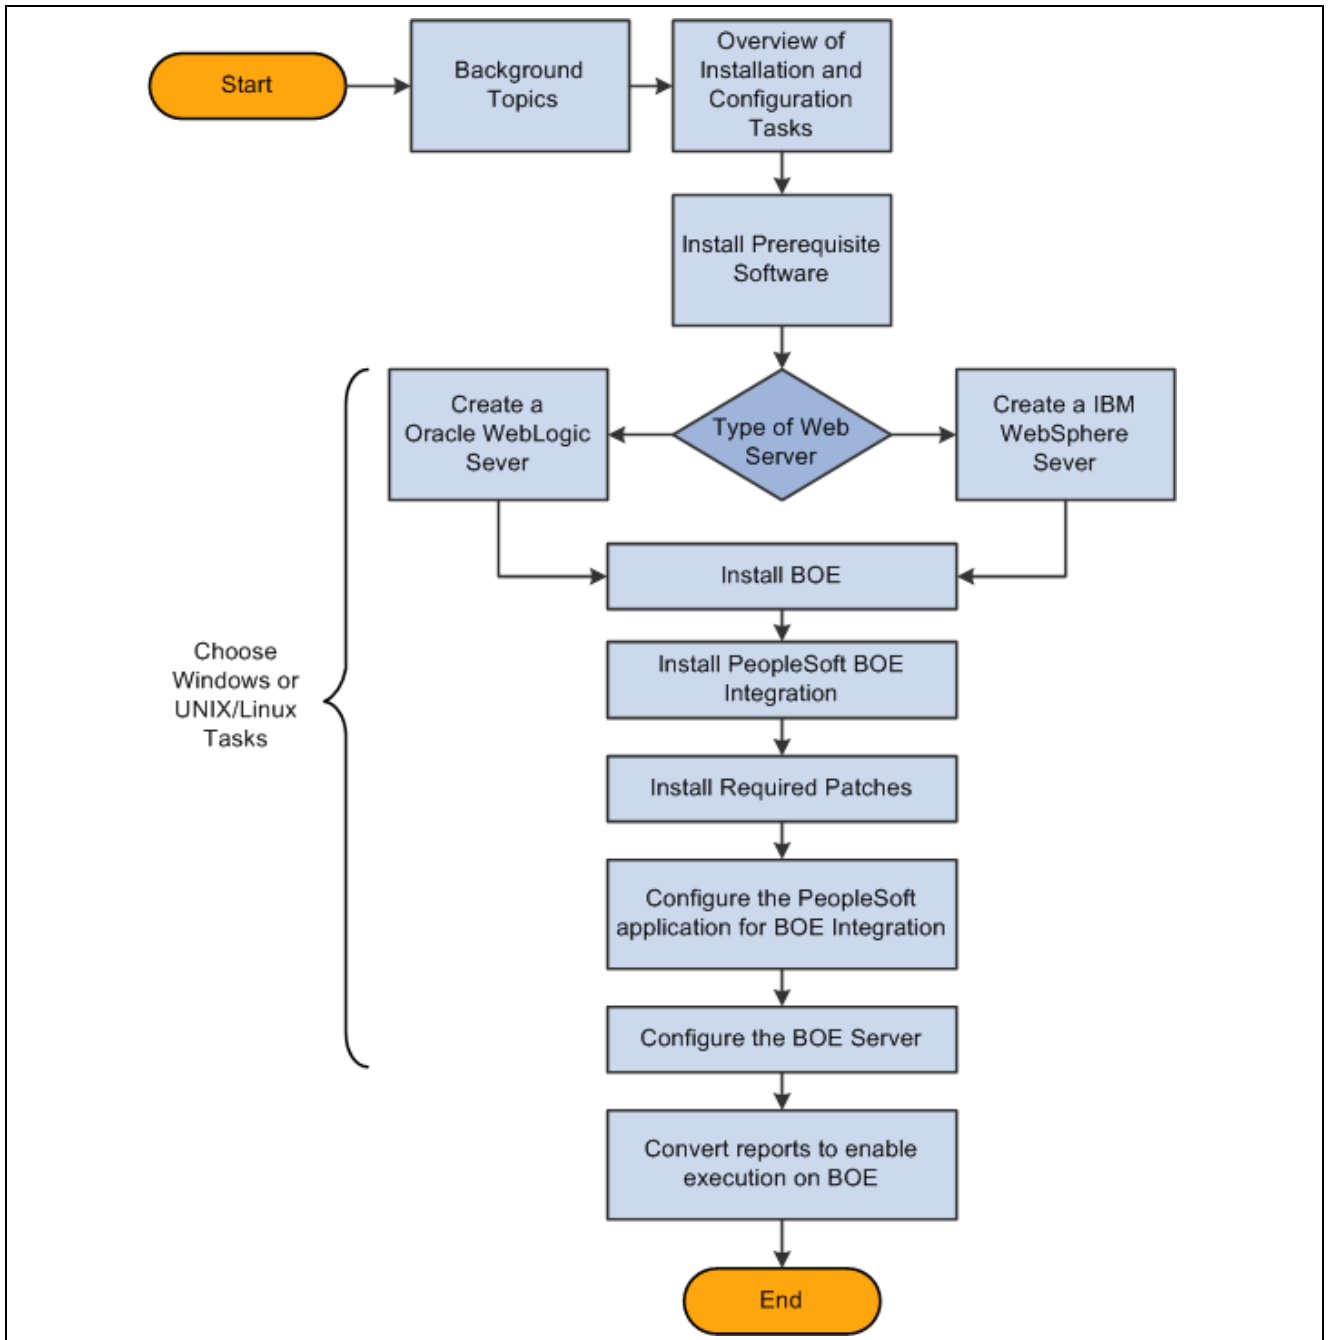 Start
Background
Topics
Overview of
Installation and
Configuration
Tasks
Install Prerequisite
Software
Create a
Oracle WebLogic
Sever
Type of Web
Server
Create a IBM
WebSphere
Sever
Install BOE
Choose
Windows or
UNIX/Linux
Tasks
Install PeopleSoft BOE
Integration
Install Required Patches
Configure the PeopleSoft
application for BOE Integration
Configure the BOE Server
Convert reports to enable
execution on BOE
End